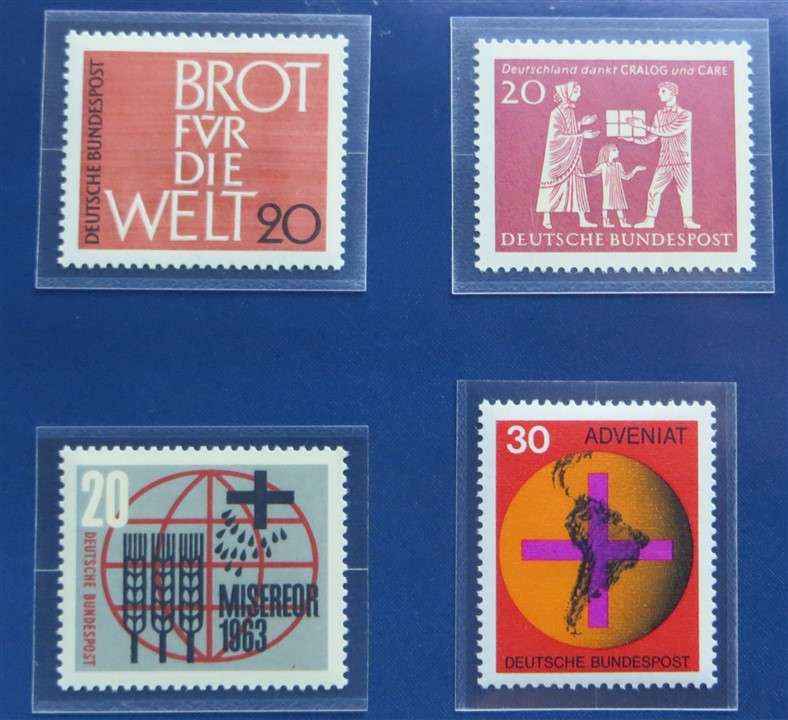 DEUTSCHE BUNDESPOST
BROT
FÜR
DIE
WELT 20
Deutschland dankt CRALOG und CARE
20
DEUTSCHE BUNDESPOST
20
DEUTSCHE BUNDESPOST
MISEREOR
1963
30 ADVENIAT
DEUTSCHE BUNDESPOST